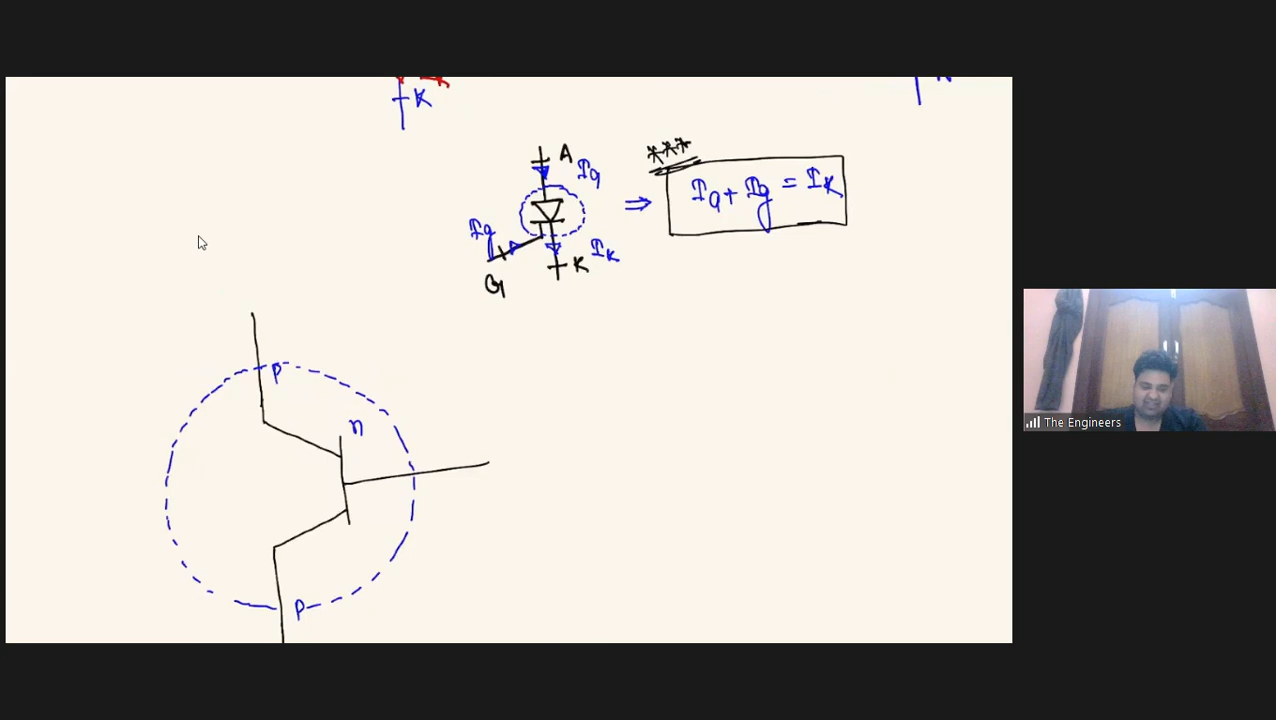 K
A
Ia
***
Ia + Ig = IK
Ig
IK
K
G
P
n
P
The Engineers